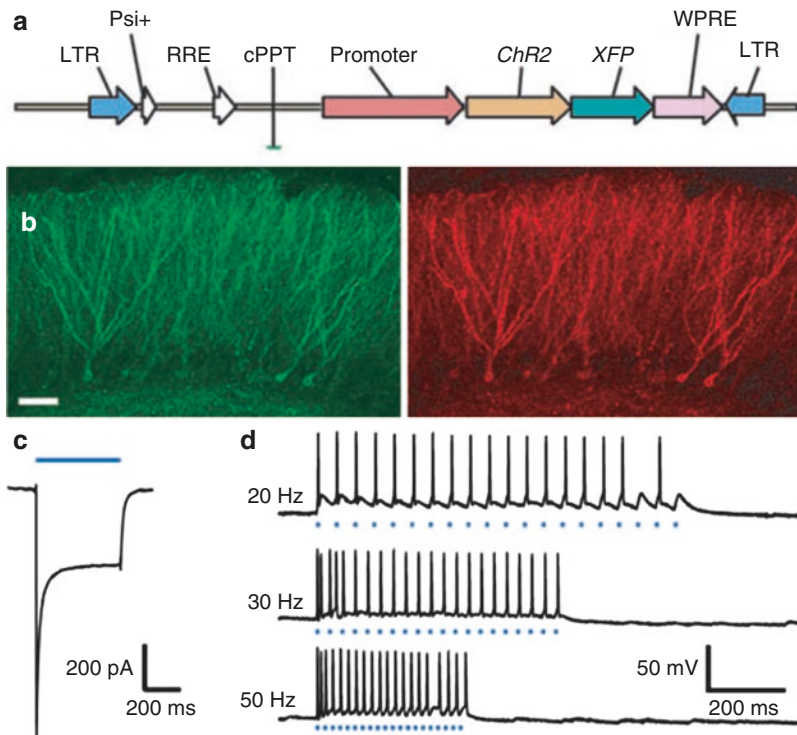 a
Psi+
WPRE
LTR
RRE
cPPT
Promoter
ChR2
XFP
LTR
b
c
200 pA
200 ms
d
20 Hz
30 Hz
50 Hz
50 mV
200 ms